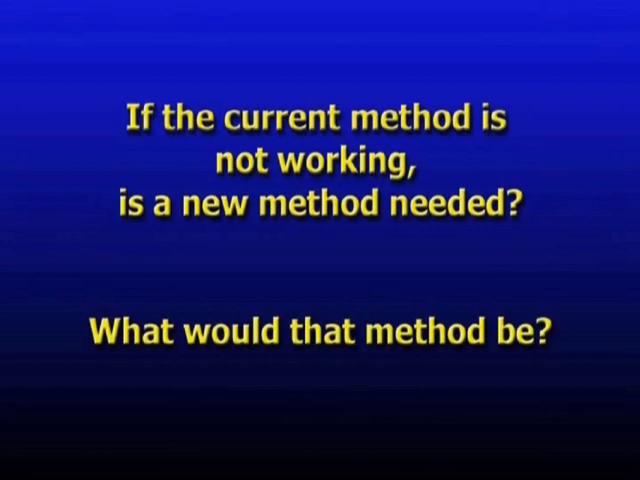 If the current method is
not working,
is a new method needed?
What would that method be?